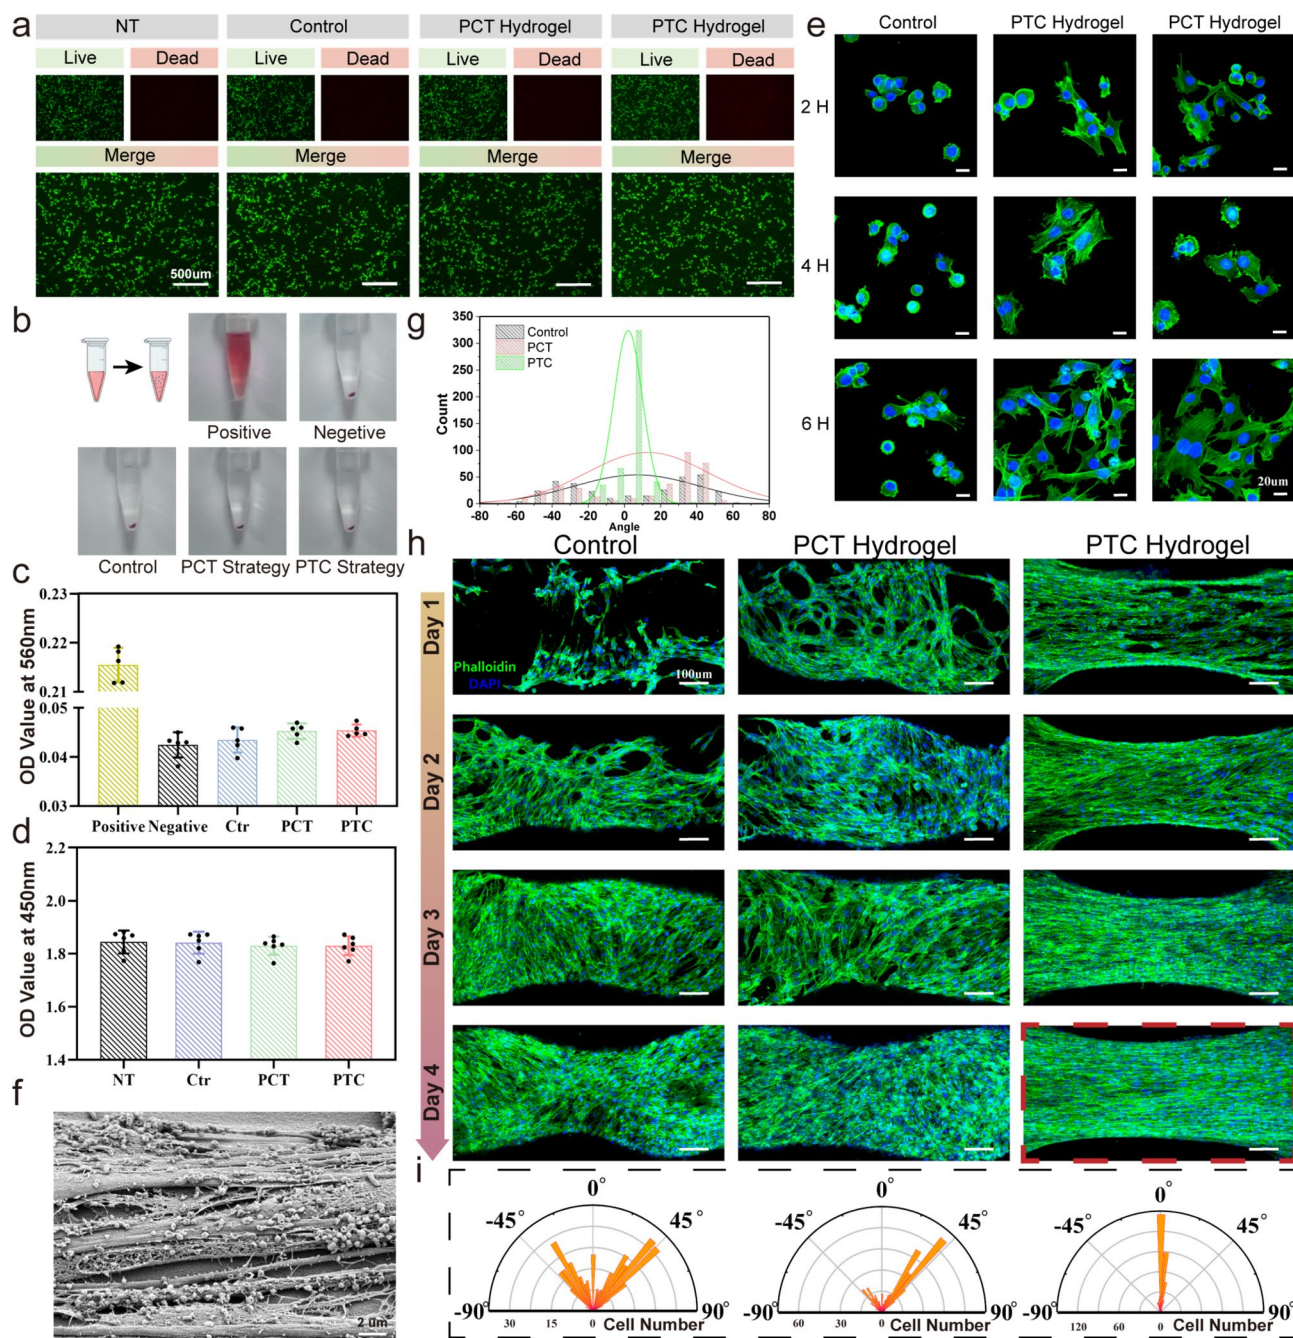 a
NT Control PCT Hydrogel PTC Hydrogel
Live Dead Live Dead Live Dead Live Dead
Merge Merge Merge Merge
500um
b
Positive Negetive
Control PCT Strategy PTC Strategy
c
OD Value at 560nm
0.23
0.22
0.21
0.05
0.04
0.03
Positive Negative Ctr PCT PTC
d
OD Value at 450nm
2.2
2.0
1.8
1.6
1.4
NT Ctr PCT PTC
e
Control PTC Hydrogel PCT Hydrogel
2 H
4 H
6 H
20um
f
2 um
g
Count
350
300
250
200
150
100
50
0
Control
PCT
PTC
-80 -60 -40 -20 0 20 40 60 80
Angle
h
Control PCT Hydrogel PTC Hydrogel
Day 1
Phalloidin
DAPI
100um
Day 2
Day 3
Day 4
i
0° 0° 0°
-45° 45° -45° 45° -45° 45°
-90° 90° -90° 90° -90° 90°
30 15 0 Cell Number 60 30 0 Cell Number 120 60 0 Cell Number